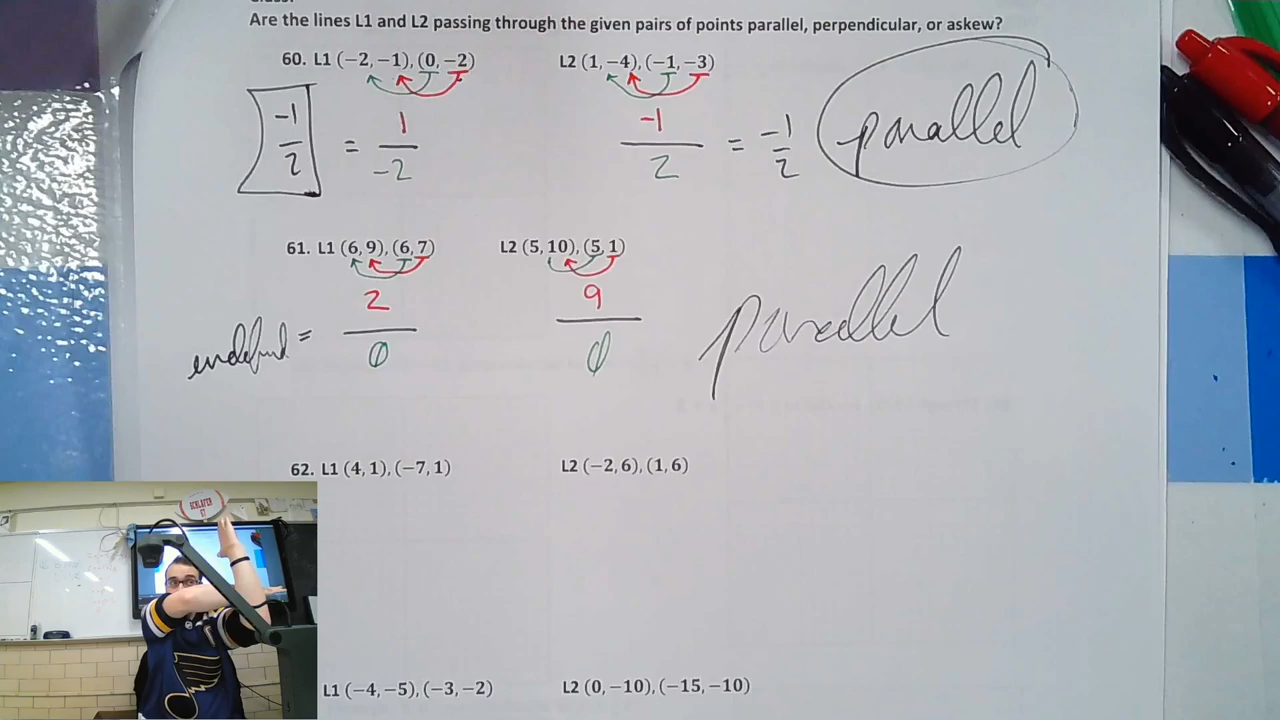 Are the lines L1 and L2 passing through the given pairs of points parallel, perpendicular, or askew?
60. L1 (−2, −1), (0, −2) L2 (1, −4), (−1, −3)
-1/2 = 1/-2 -1/2 = -1/2 parallel
61. L1 (6, 9), (6, 7) L2 (5, 10), (5, 1)
= 2/0 9/0 parallel
62. L1 (4, 1), (−7, 1) L2 (−2, 6), (1, 6)
L1 (−4, −5), (−3, −2) L2 (0, −10), (−15, −10)